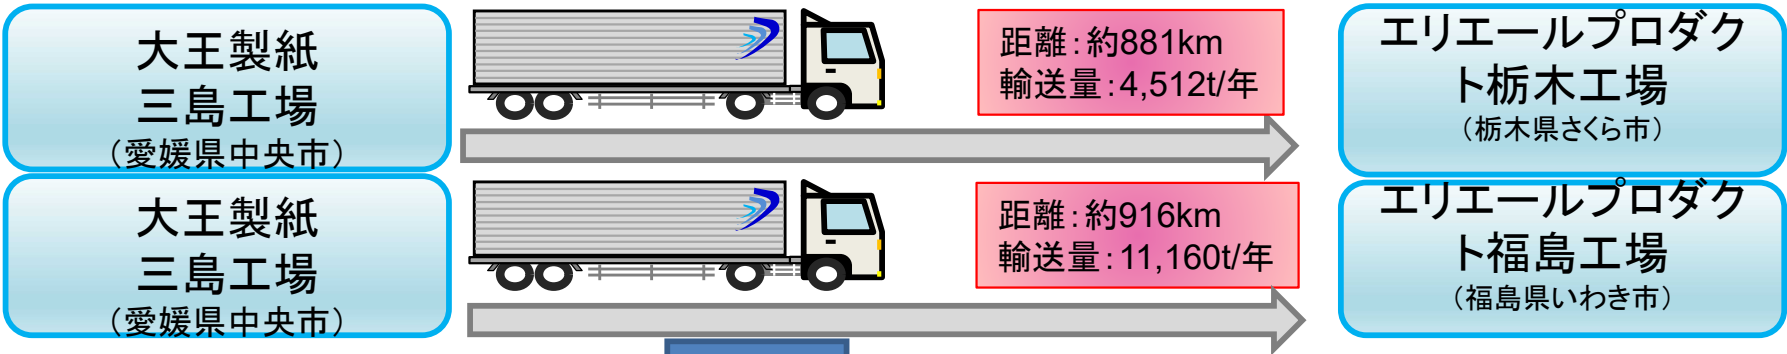 大王製紙
三島工場
（愛媛県中央市）
距離：約881km
輸送量：4,512t/年
エリエールプロダク
ト栃木工場
（栃木県さくら市）
大王製紙
三島工場
（愛媛県中央市）
距離：約916km
輸送量：11,160t/年
エリエールプロダク
ト福島工場
（福島県いわき市）